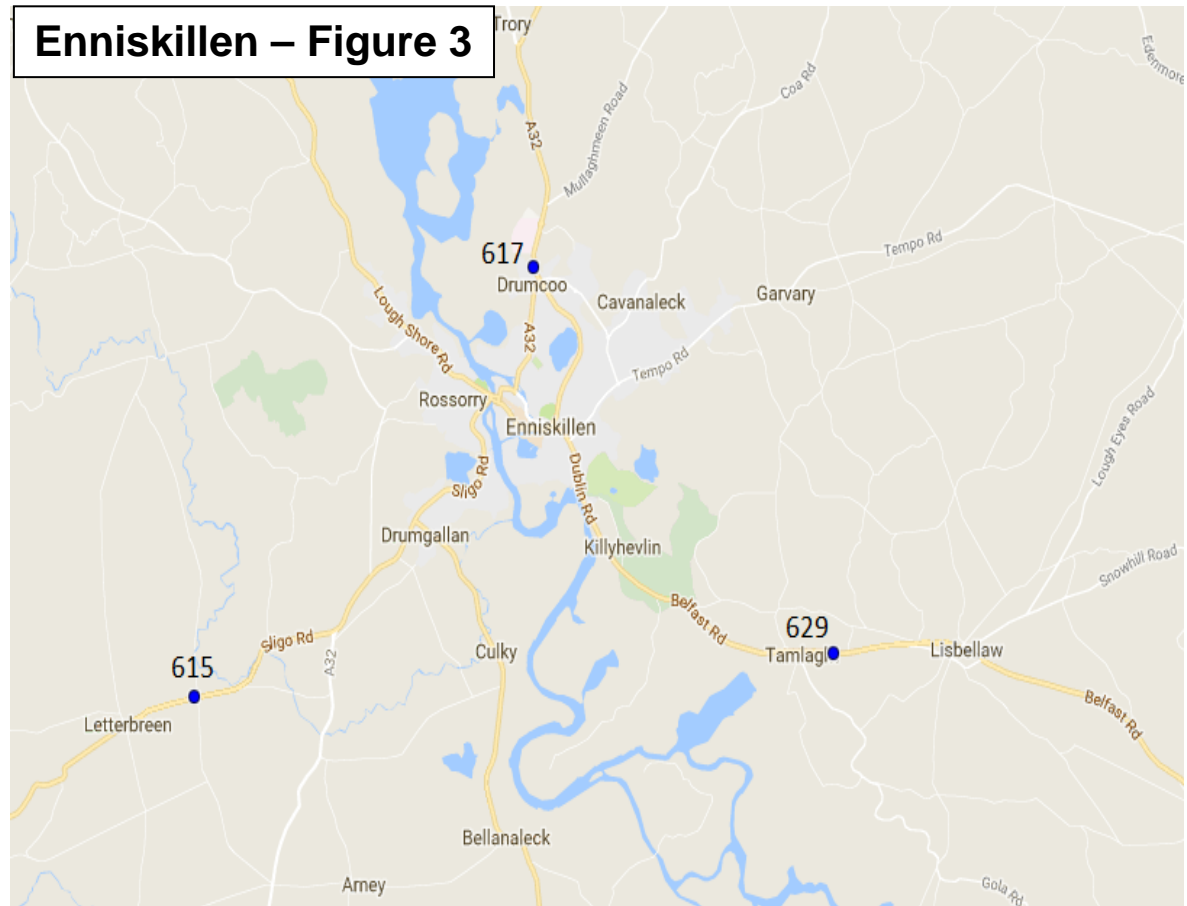 Enniskillen – Figure 3
Trory
Edenmore
Coa Rd
A32
Mullaghmeen Road
Tempo Rd
617
Drumcoo
Cavanaleck
Garvary
Lough Shore Rd
A32
Tempo Rd
Rossorry
Enniskillen
Lough Eyes Road
Sligo Rd
Dublin Rd
Drumgallan
Killyhevlin
Snowhill Road
Belfast Rd
629
Sligo Rd
A32
Culky
Tamlagh
Lisbellaw
615
Letterbreen
Belfast Rd
Bellanaleck
Arney
Gola Rd